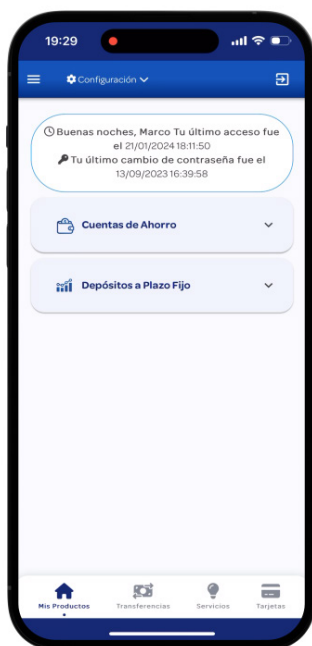 19:29
Configuración
Buenas noches, Marco Tu último acceso fue
el 21/01/2024 18:11:50
Tu último cambio de contraseña fue el
13/09/2023 16:39:58
Cuentas de Ahorro
Depósitos a Plazo Fijo
Mis Productos Transferencias Servicios Tarjetas